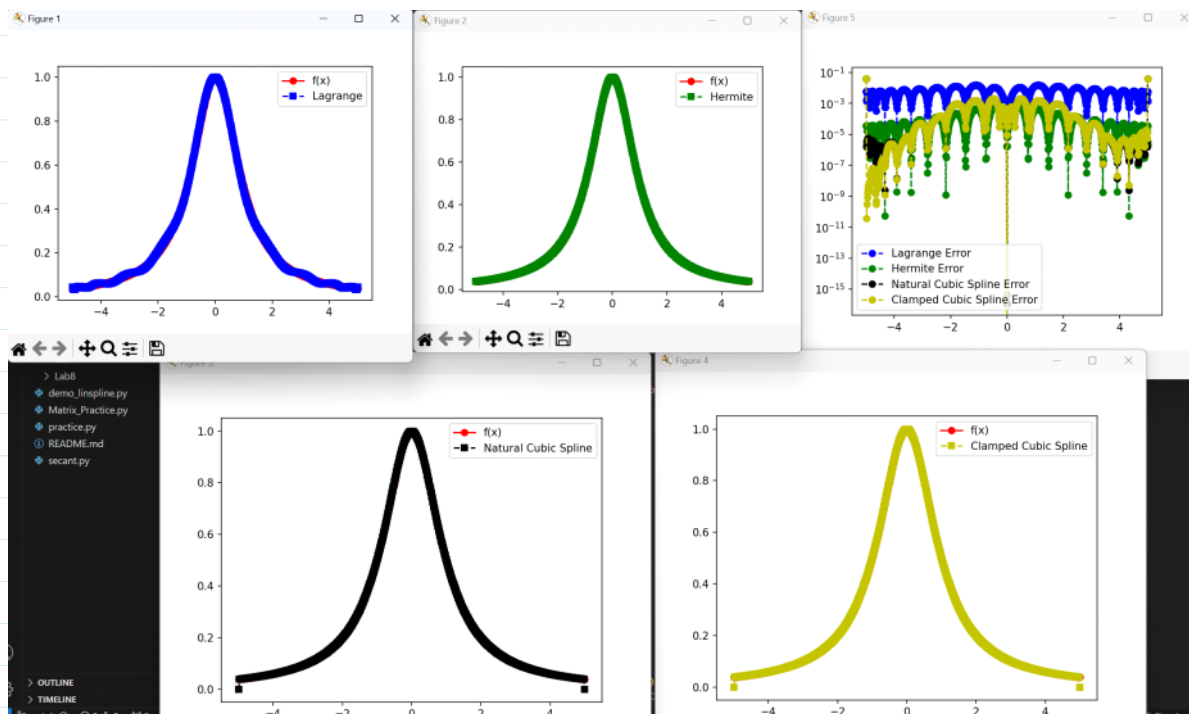 Figure 1
1.0
0.8
0.6
0.4
0.2
0.0
−4 −2 0 2 4
f(x)
Lagrange
Figure 2
1.0
0.8
0.6
0.4
0.2
0.0
−4 −2 0 2 4
f(x)
Hermite
Figure 5
10−1
10−3
10−5
10−7
10−9
10−11
10−13
10−15
−4 −2 0 2 4
Lagrange Error
Hermite Error
Natural Cubic Spline Error
Clamped Cubic Spline Error
Lab8
demo_linspline.py
Matrix_Practice.py
practice.py
README.md
secant.py
OUTLINE
TIMELINE
Figure 3
1.0
0.8
0.6
0.4
0.2
0.0
−4 −2 0 2 4
f(x)
Natural Cubic Spline
Figure 4
1.0
0.8
0.6
0.4
0.2
0.0
−4 −2 0 2 4
f(x)
Clamped Cubic Spline